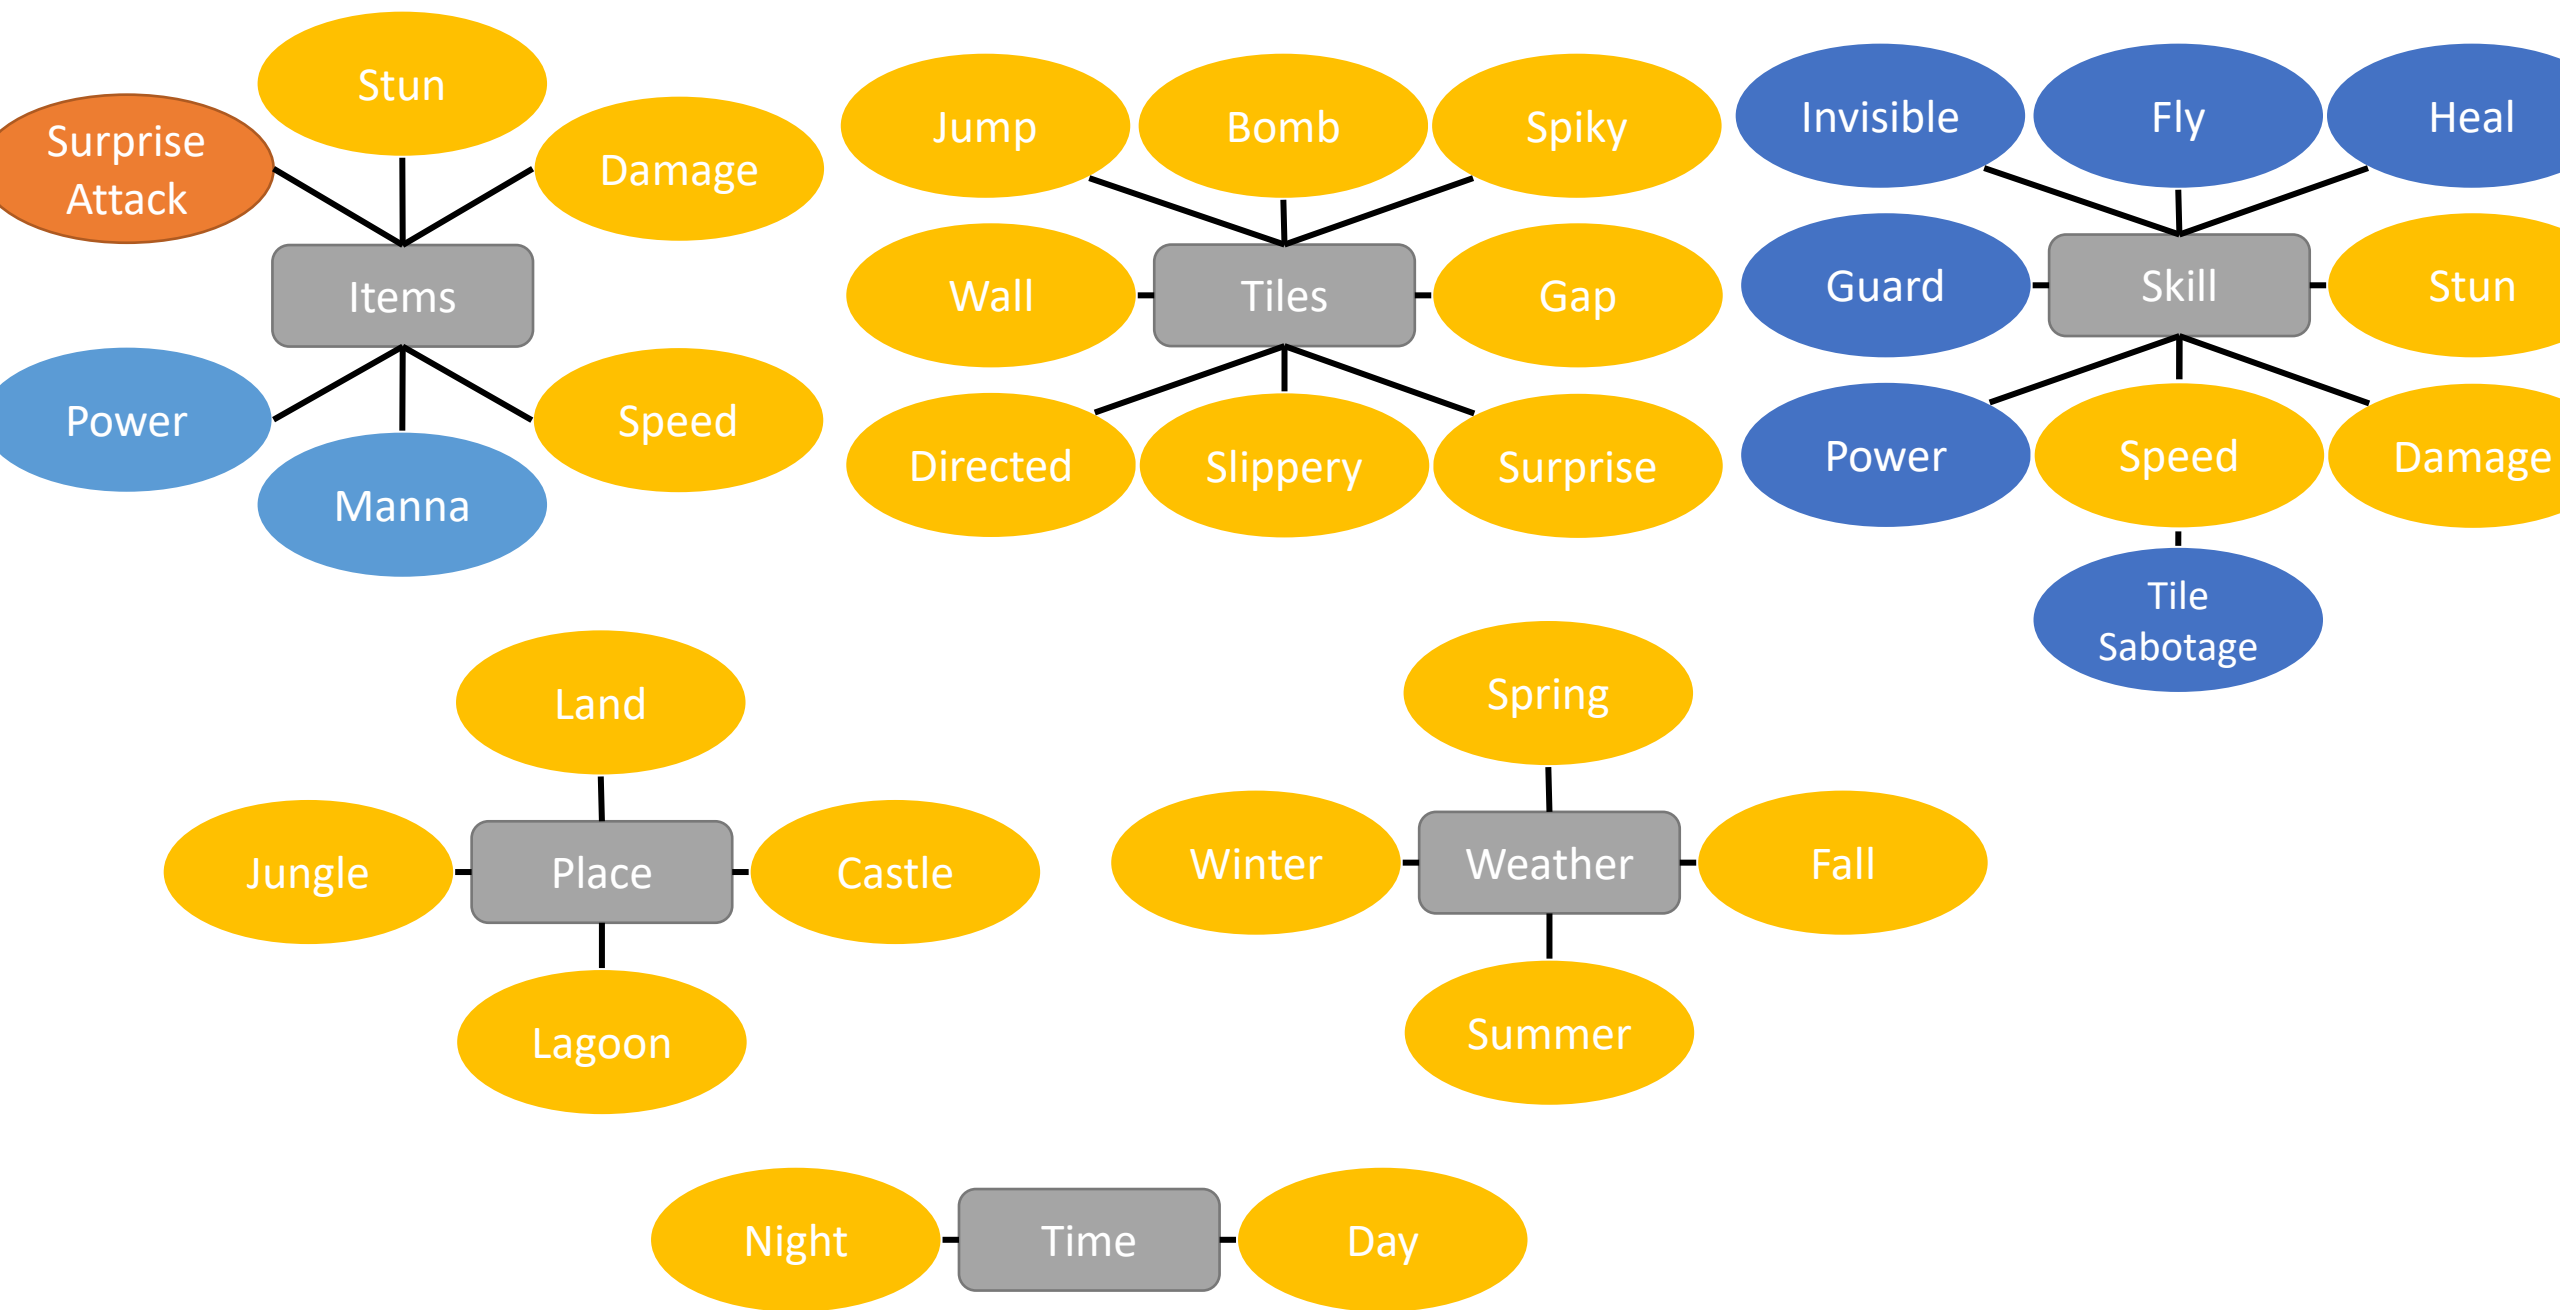 Stun
Surprise
Attack
Damage
Items
Power
Manna
Speed
Jump
Bomb
Spiky
Wall
Tiles
Gap
Directed
Slippery
Surprise
Invisible
Fly
Heal
Guard
Skill
Stun
Power
Speed
Damage
Tile
Sabotage
Land
Jungle
Place
Castle
Lagoon
Spring
Winter
Weather
Fall
Summer
Night
Time
Day